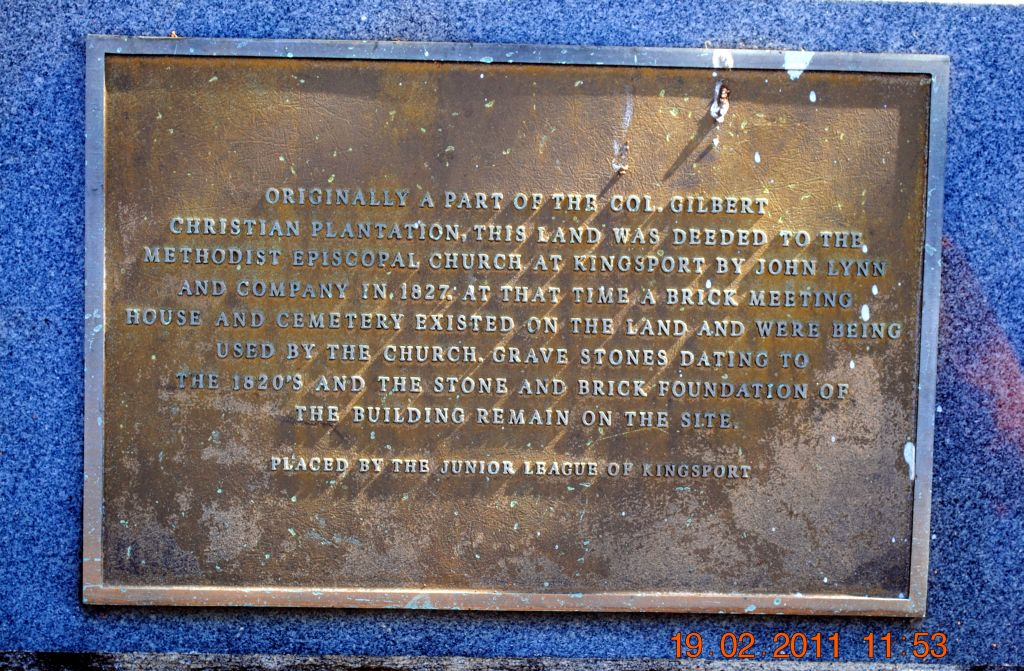 ORIGINALLY A PART OF THE COL. GILBERT
CHRISTIAN PLANTATION, THIS LAND WAS DEEDED TO THE
METHODIST EPISCOPAL CHURCH AT KINGSPORT BY JOHN LYNN
AND COMPANY IN 1827. AT THAT TIME A BRICK MEETING
HOUSE AND CEMETERY EXISTED ON THE LAND AND WERE BEING
USED BY THE CHURCH. GRAVE STONES DATING TO
THE 1820'S AND THE STONE AND BRICK FOUNDATION OF
THE BUILDING REMAIN ON THE SITE.
PLACED BY THE JUNIOR LEAGUE OF KINGSPORT
19.02.2011 11:53